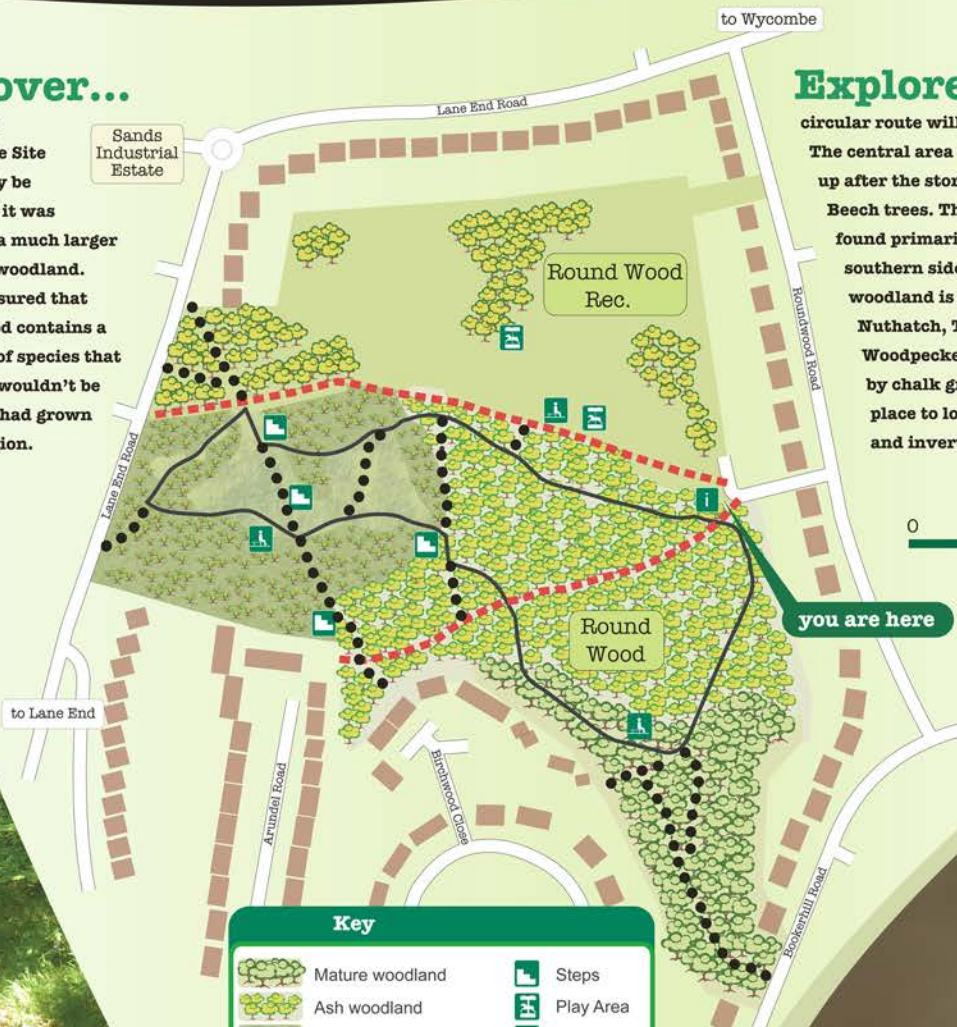 to Wycombe
over...
e Site
y be
it was
a much larger
woodland.
sured that
d contains a
of species that
wouldn't be
had grown
ion.
Explore
circular route will
The central area
up after the stor
Beech trees. Th
found primari
southern side
woodland is
Nuthatch, T
Woodpecke
by chalk gr
place to lo
and inver
Sands
Industrial
Estate
Lane End Road
Round Wood
Rec.
Roundwood Road
Lane End Road
i
0
you are here
Round
Wood
to Lane End
Arundel Road
Birchwood Close
Bookerhill Road
Key
Mature woodland
Steps
Ash woodland
Play Area